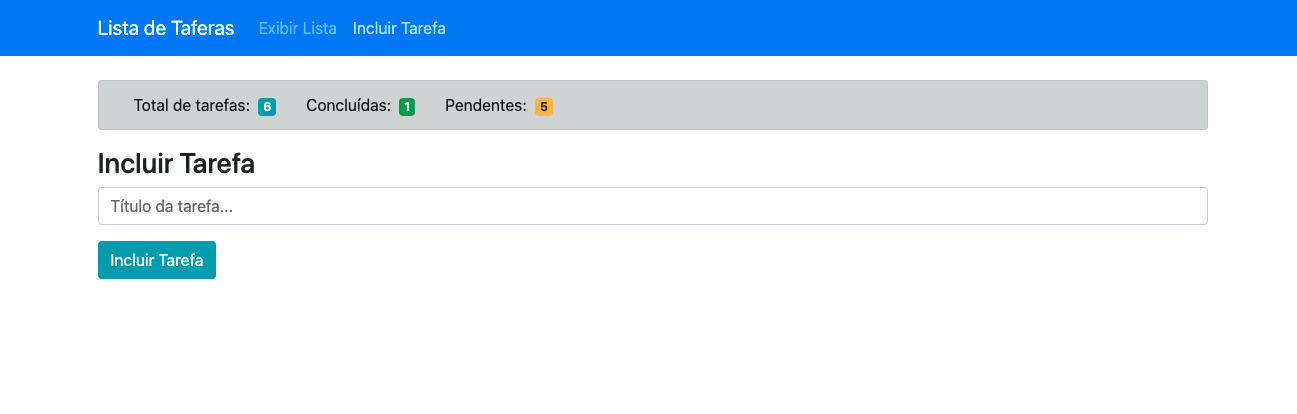 Lista de Taferas Exibir Lista Incluir Tarefa
Total de tarefas: 6 Concluídas: 1 Pendentes: 5
Incluir Tarefa
Título da tarefa...
Incluir Tarefa